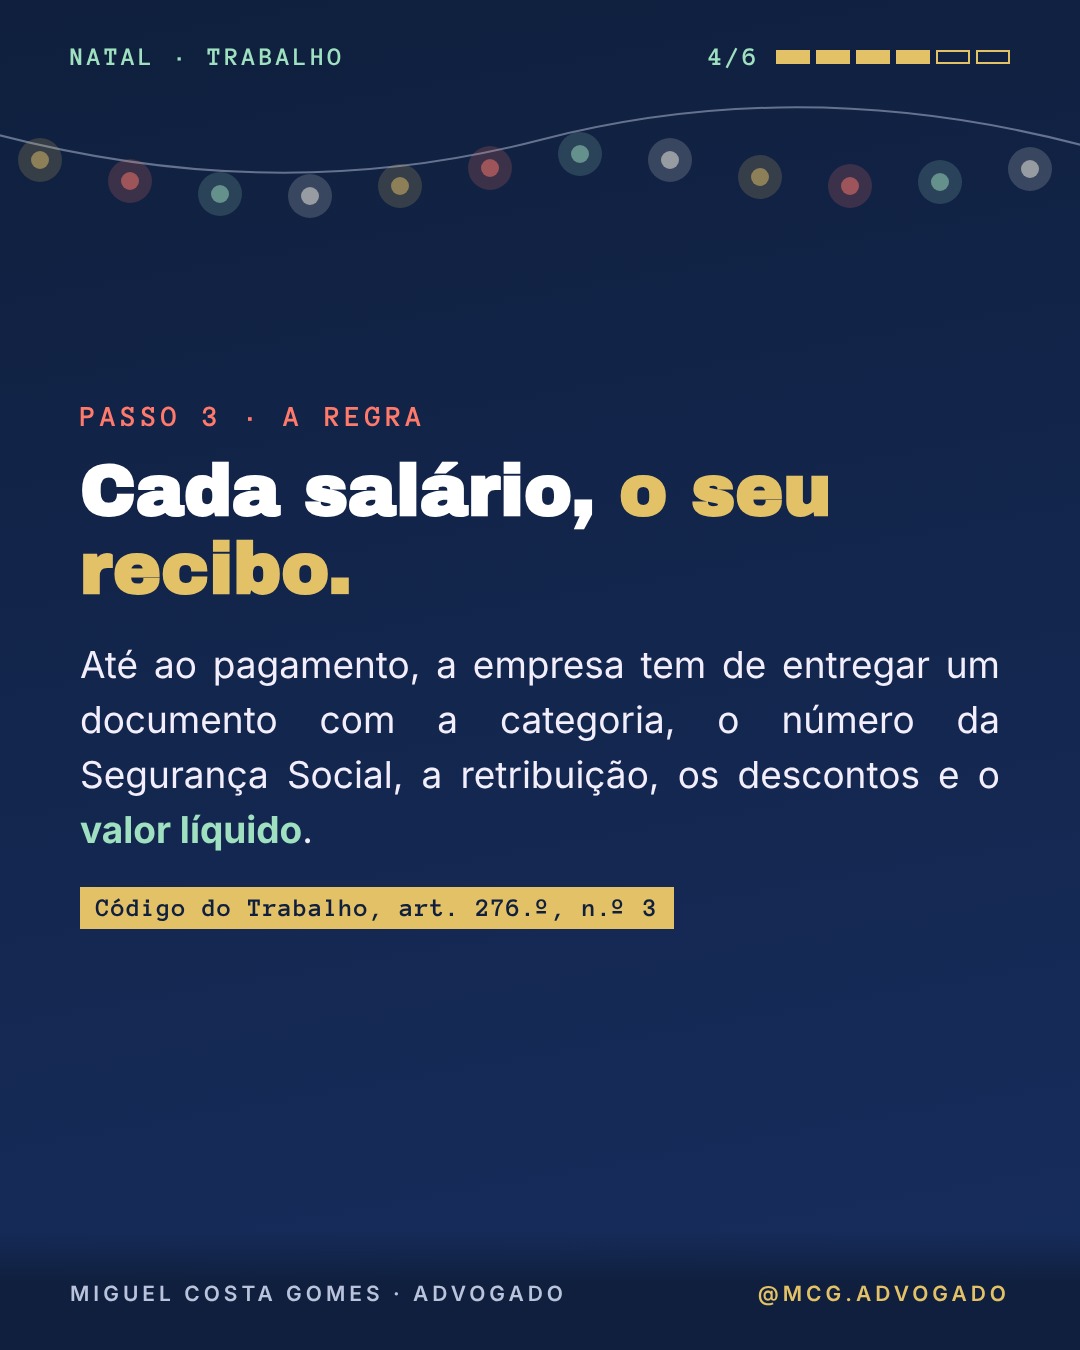 NATAL · TRABALHO
4/6
PASSO 3 · A REGRA
Cada salário, o seu
recibo.
Até ao pagamento, a empresa tem de entregar um
documento com a categoria, o número da
Segurança Social, a retribuição, os descontos e o
valor líquido.
Código do Trabalho, art. 276.º, n.º 3
MIGUEL COSTA GOMES · ADVOGADO
@MCG.ADVOGADO